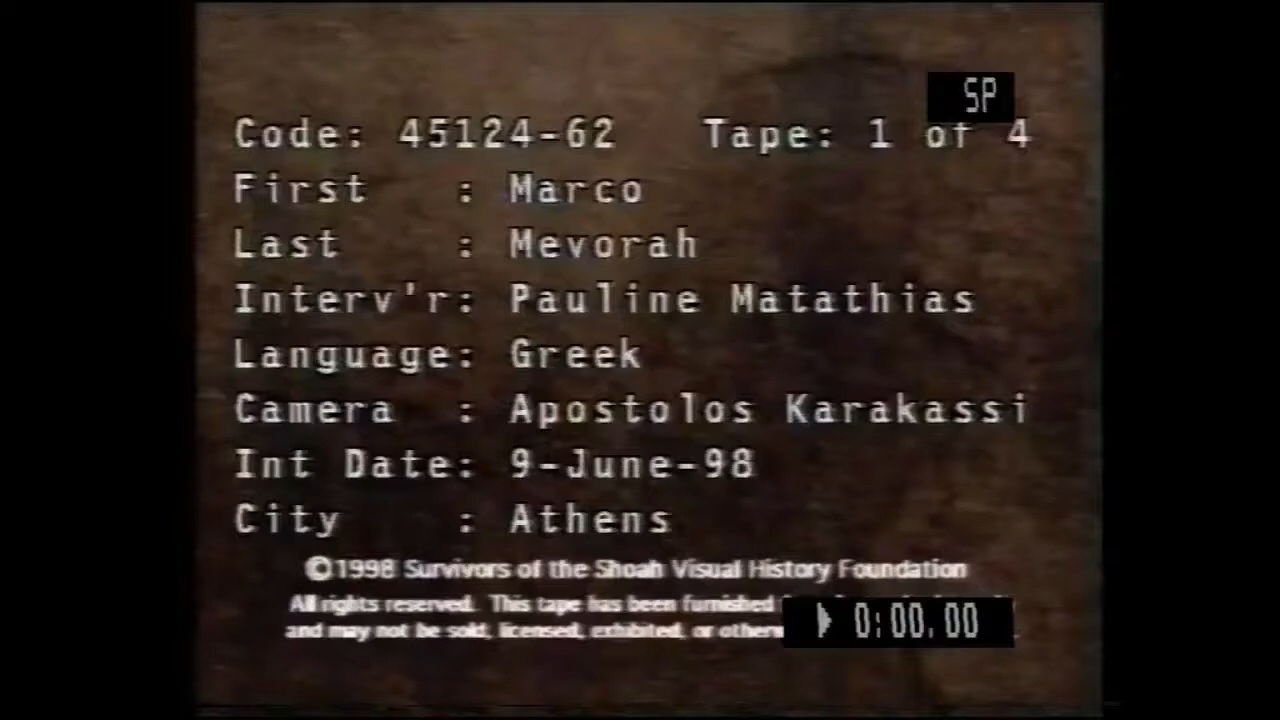 SP
Code: 45124-62 Tape: 1 of 4
First : Marco
Last : Mevorah
Interv'r: Pauline Matathias
Language: Greek
Camera : Apostolos Karakassi
Int Date: 9-June-98
City : Athens
©1998 Survivors of the Shoah Visual History Foundation
All rights reserved. This tape has been furnished
and may not be sold, licensed, exhibited, or
0:00.00